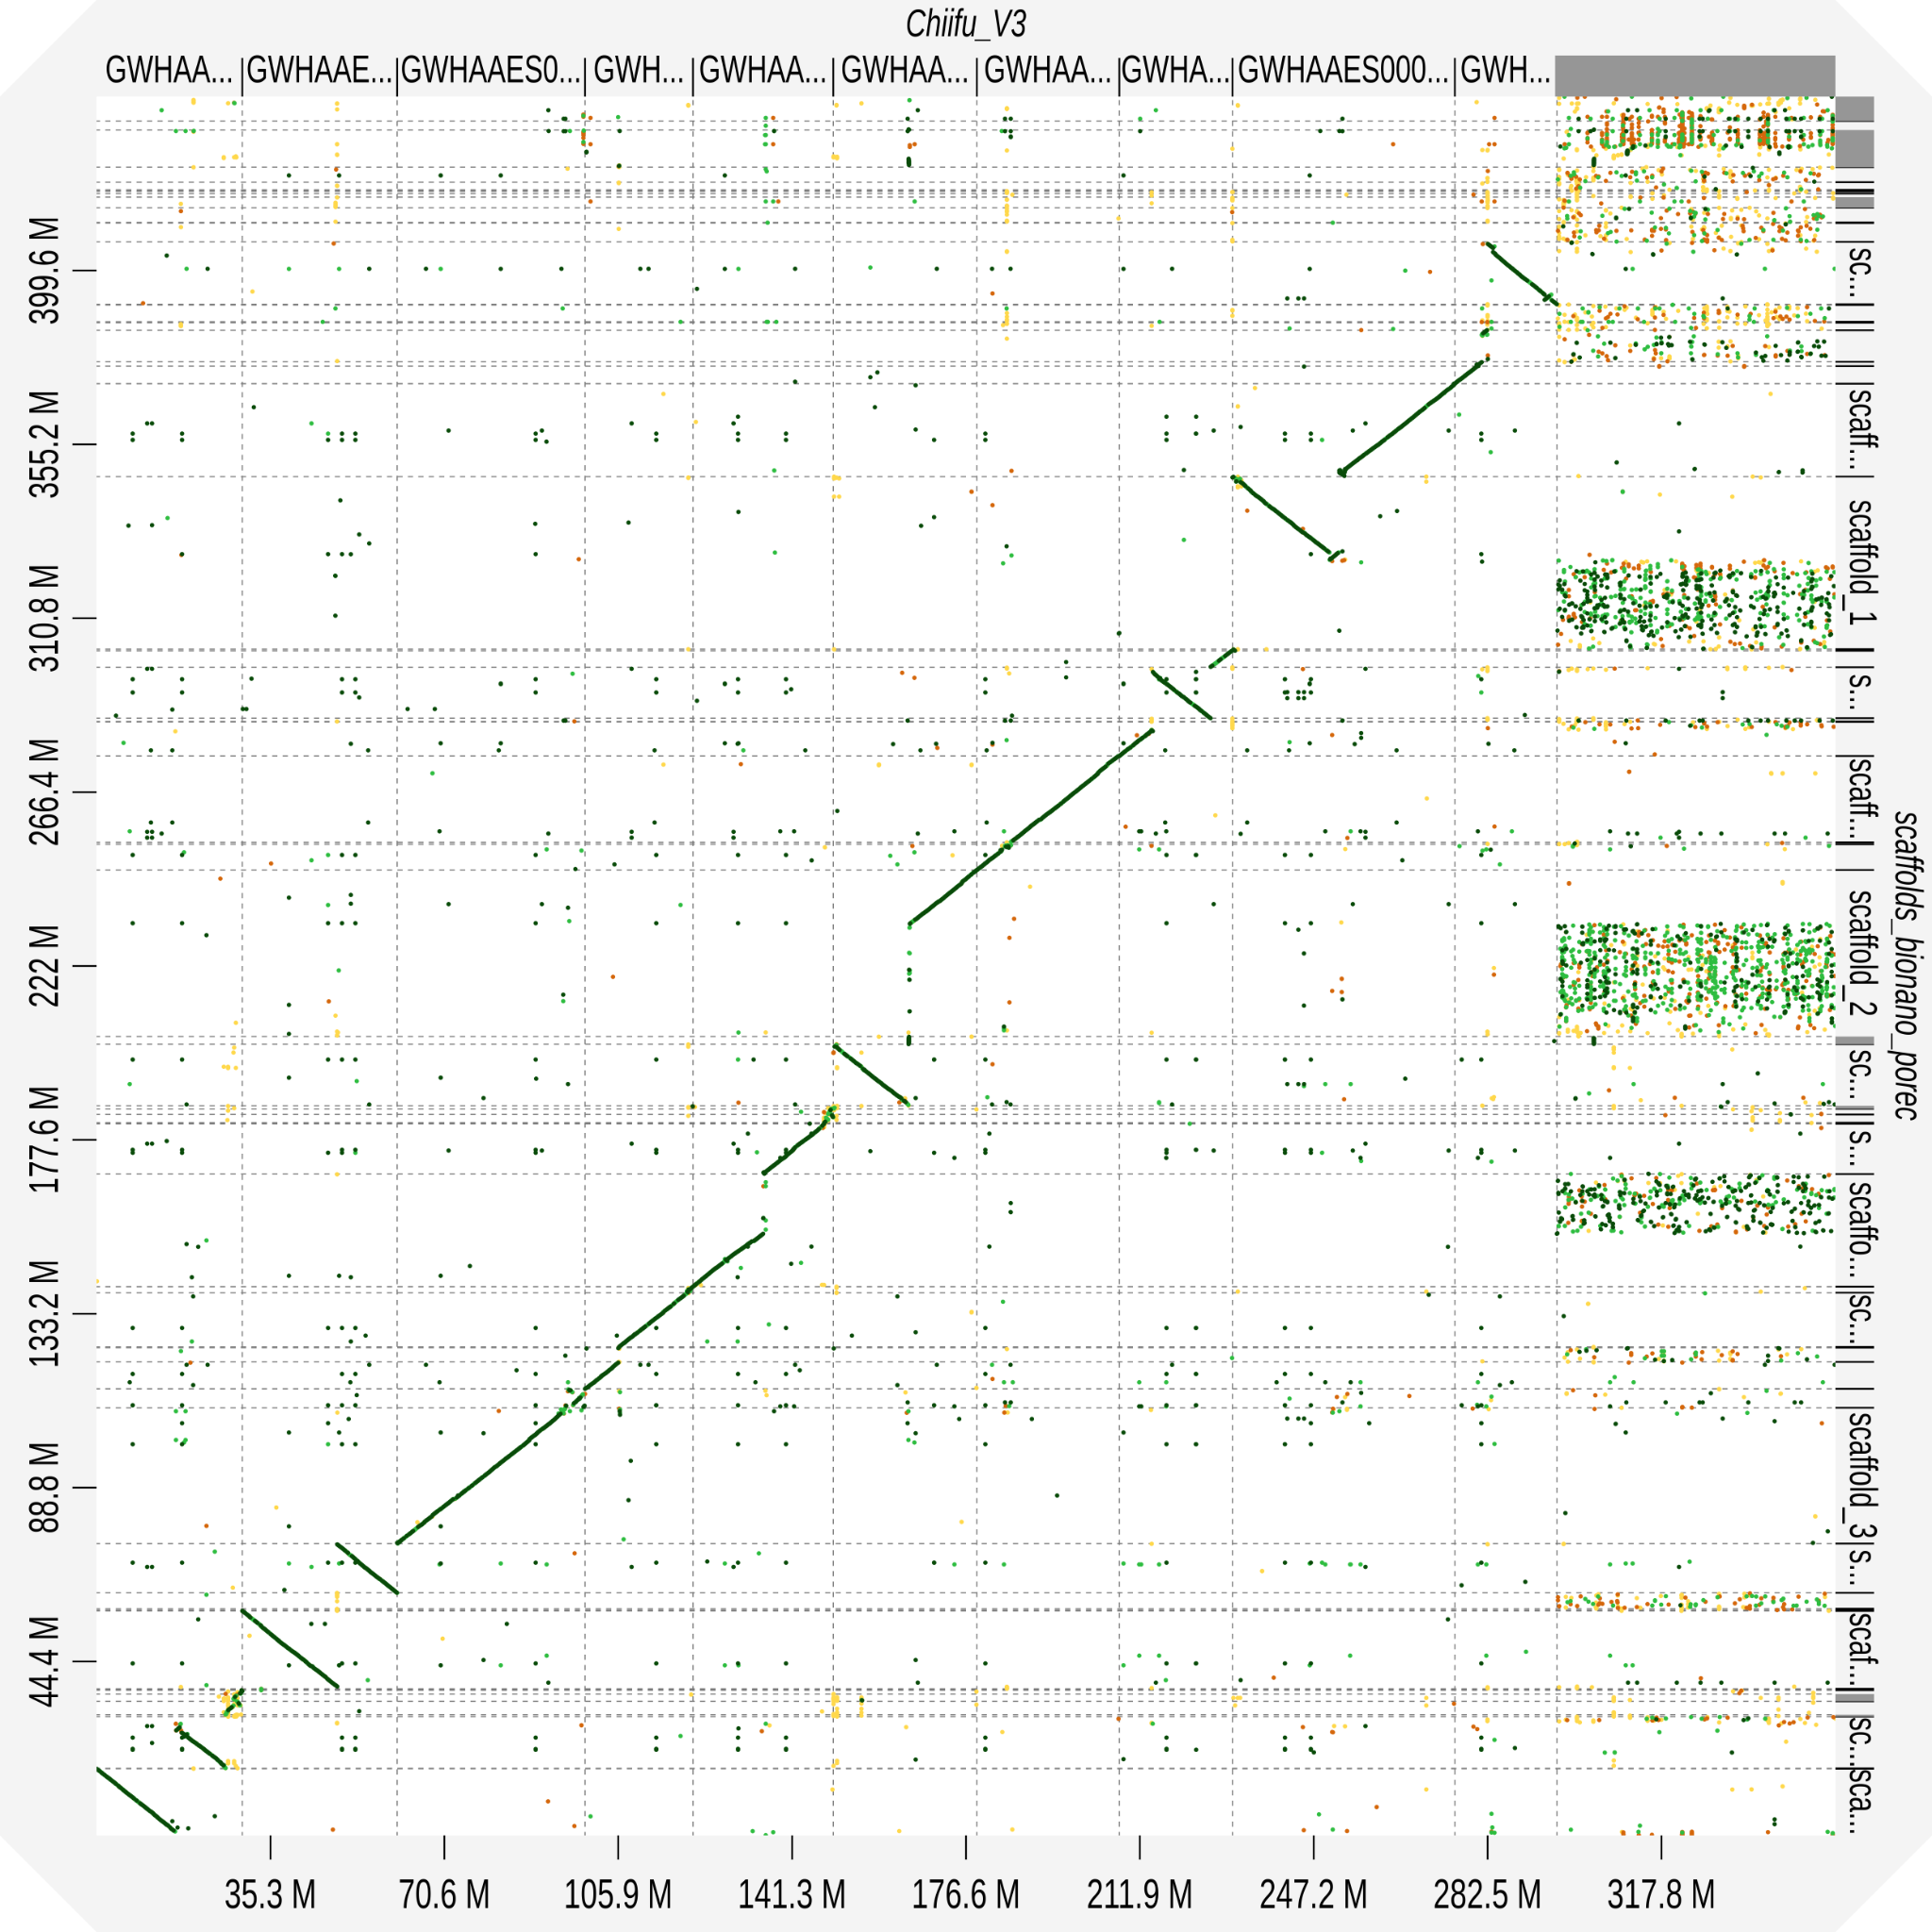 Chiifu_V3
GWHAA... GWHAAE... GWHAAES0... GWH... GWHAA... GWHAA... GWHAA... GWHA... GWHAAES000... GWH...
399.6 M
355.2 M
310.8 M
266.4 M
222 M
177.6 M
133.2 M
88.8 M
44.4 M
sc...
scaff...
scaffold_1
s...
scaff...
scaffold_2
sc...
s...
scaffo...
sc...
scaffold_3
s...
scaf...
sc...
sca...
scaffolds_bionano_porec
35.3 M 70.6 M 105.9 M 141.3 M 176.6 M 211.9 M 247.2 M 282.5 M 317.8 M